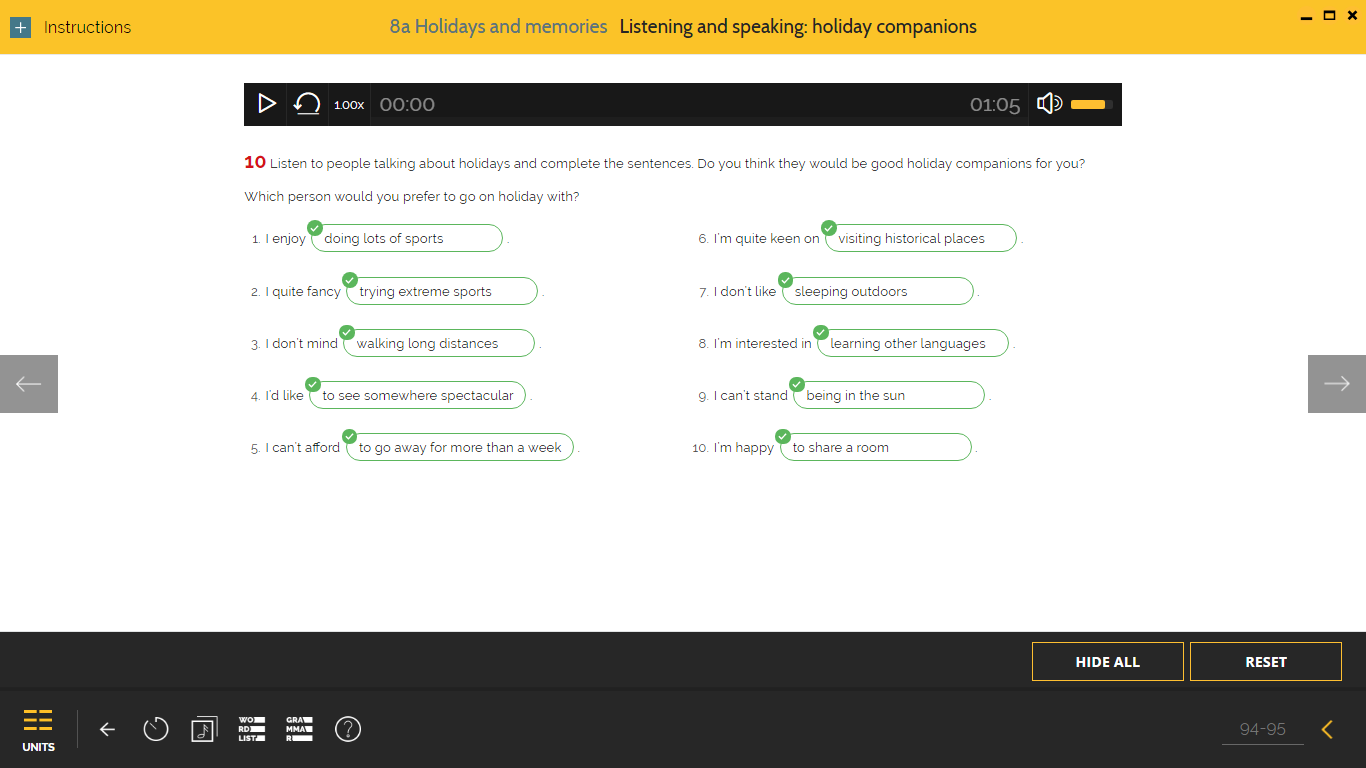 Instructions
8a Holidays and memories Listening and speaking: holiday companions
1.00x 00:00 01:05
10 Listen to people talking about holidays and complete the sentences. Do you think they would be good holiday companions for you?
Which person would you prefer to go on holiday with?
1. I enjoy doing lots of sports .
2. I quite fancy trying extreme sports .
3. I don't mind walking long distances .
4. I'd like to see somewhere spectacular .
5. I can't afford to go away for more than a week .
6. I'm quite keen on visiting historical places .
7. I don't like sleeping outdoors .
8. I'm interested in learning other languages .
9. I can't stand being in the sun .
10. I'm happy to share a room .
HIDE ALL RESET
UNITS
WO
RD
LIST
GRA
MMA
R
94-95